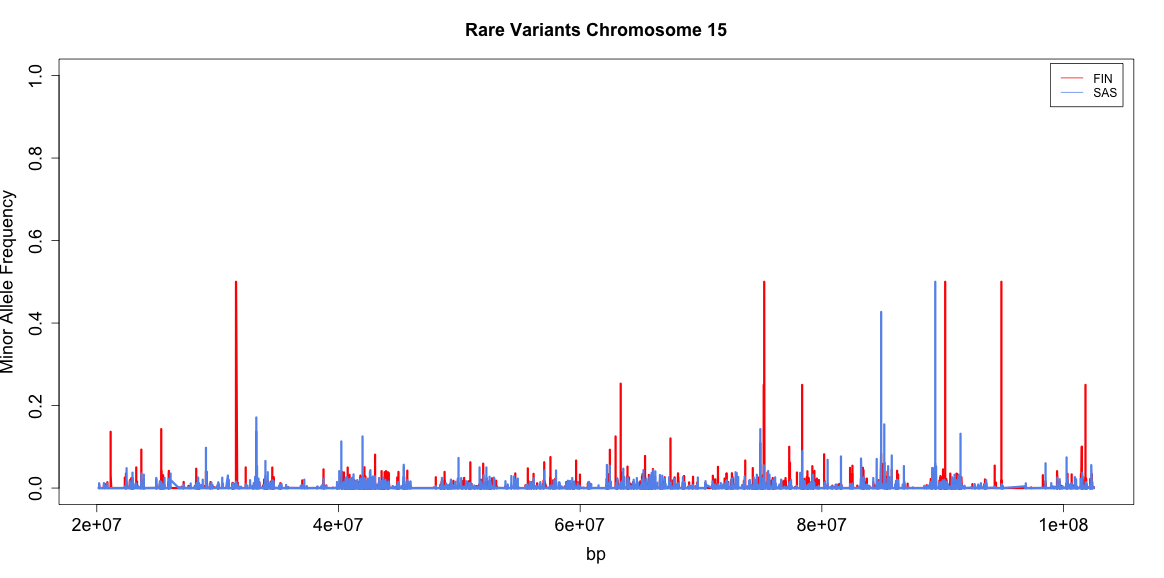 Rare Variants Chromosome 15
FIN
SAS
Minor Allele Frequency
1.0
0.8
0.6
0.4
0.2
0.0
2e+07 4e+07 6e+07 8e+07 1e+08
bp